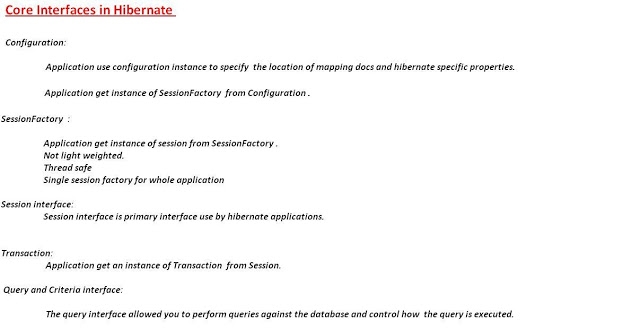 Core Interfaces in Hibernate
Configuration:
Application use configuration instance to specify the location of mapping docs and hibernate specific properties.
Application get instance of SessionFactory from Configuration .
SessionFactory :
Application get instance of session from SessionFactory .
Not light weighted.
Thread safe
Single session factory for whole application
Session interface:
Session interface is primary interface use by hibernate applications.
Transaction:
Application get an instance of Transaction from Session.
Query and Criteria interface:
The query interface allowed you to perform queries against the database and control how the query is executed.